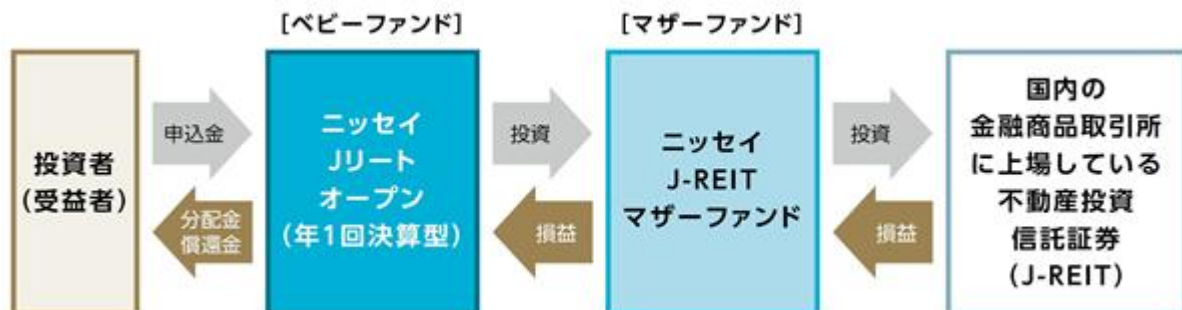 [ベビーファンド]
[マザーファンド]
投資者
(受益者)
申込金
分配金
償還金
ニッセイ
Jリート
オープン
(年1回決算型)
投資
損益
ニッセイ
J-REIT
マザーファンド
投資
損益
国内の
金融商品取引所
に上場している
不動産投資
信託証券
(J-REIT)